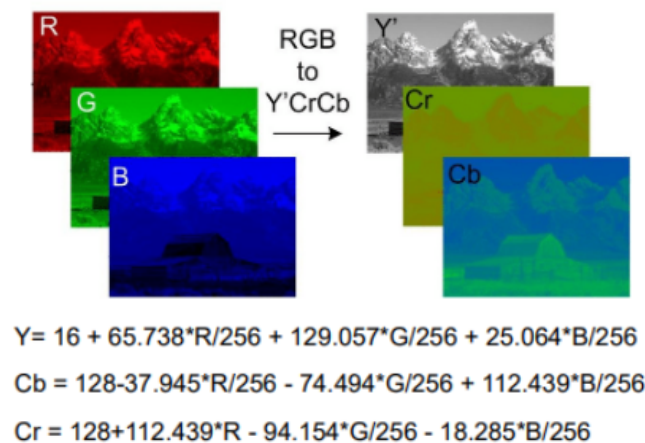 R
G
B
RGB
to
Y'CrCb
Y'
Cr
Cb
Y= 16 + 65.738*R/256 + 129.057*G/256 + 25.064*B/256
Cb = 128-37.945*R/256 - 74.494*G/256 + 112.439*B/256
Cr = 128+112.439*R - 94.154*G/256 - 18.285*B/256